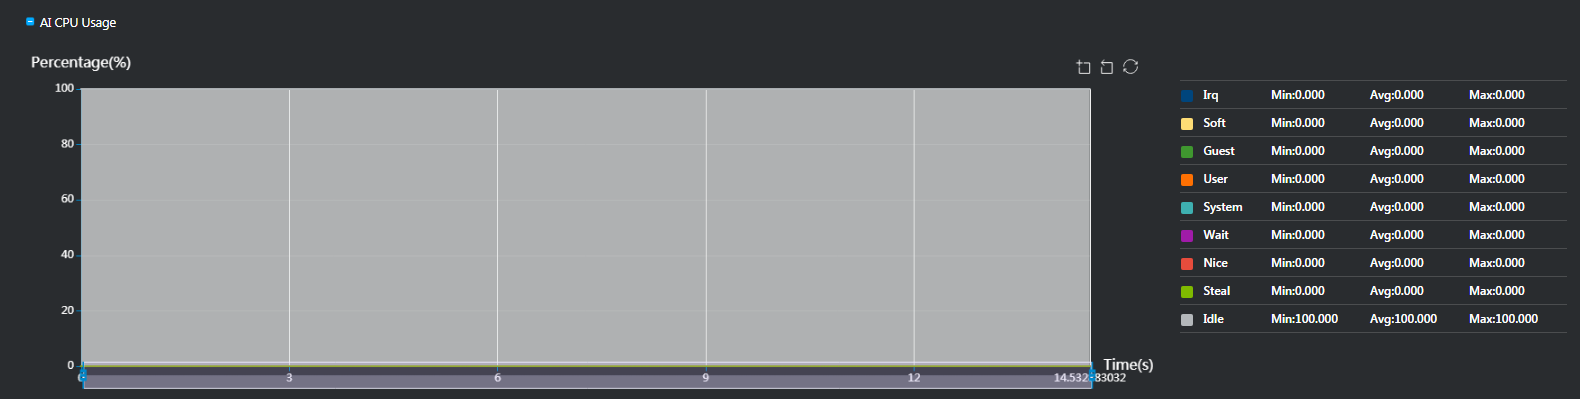 AI CPU Usage
Percentage(%)
100
80
60
40
20
0
3
6
9
12
Time(s)
Irq Min:0.000 Avg:0.000 Max:0.000
Soft Min:0.000 Avg:0.000 Max:0.000
Guest Min:0.000 Avg:0.000 Max:0.000
User Min:0.000 Avg:0.000 Max:0.000
System Min:0.000 Avg:0.000 Max:0.000
Wait Min:0.000 Avg:0.000 Max:0.000
Nice Min:0.000 Avg:0.000 Max:0.000
Steal Min:0.000 Avg:0.000 Max:0.000
Idle Min:100.000 Avg:100.000 Max:100.000